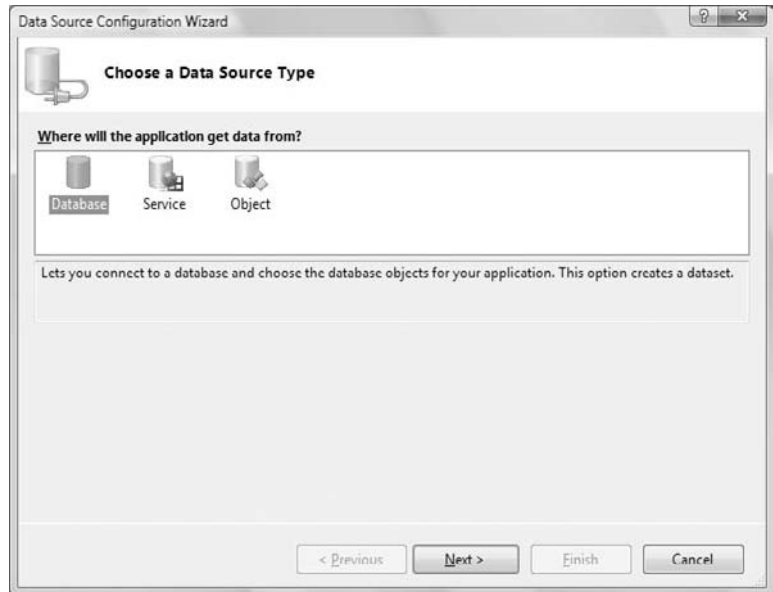 Data Source Configuration Wizard
Choose a Data Source Type
Where will the application get data from?
Database Service Object
Lets you connect to a database and choose the database objects for your application. This option creates a dataset.
< Previous Next > Finish Cancel